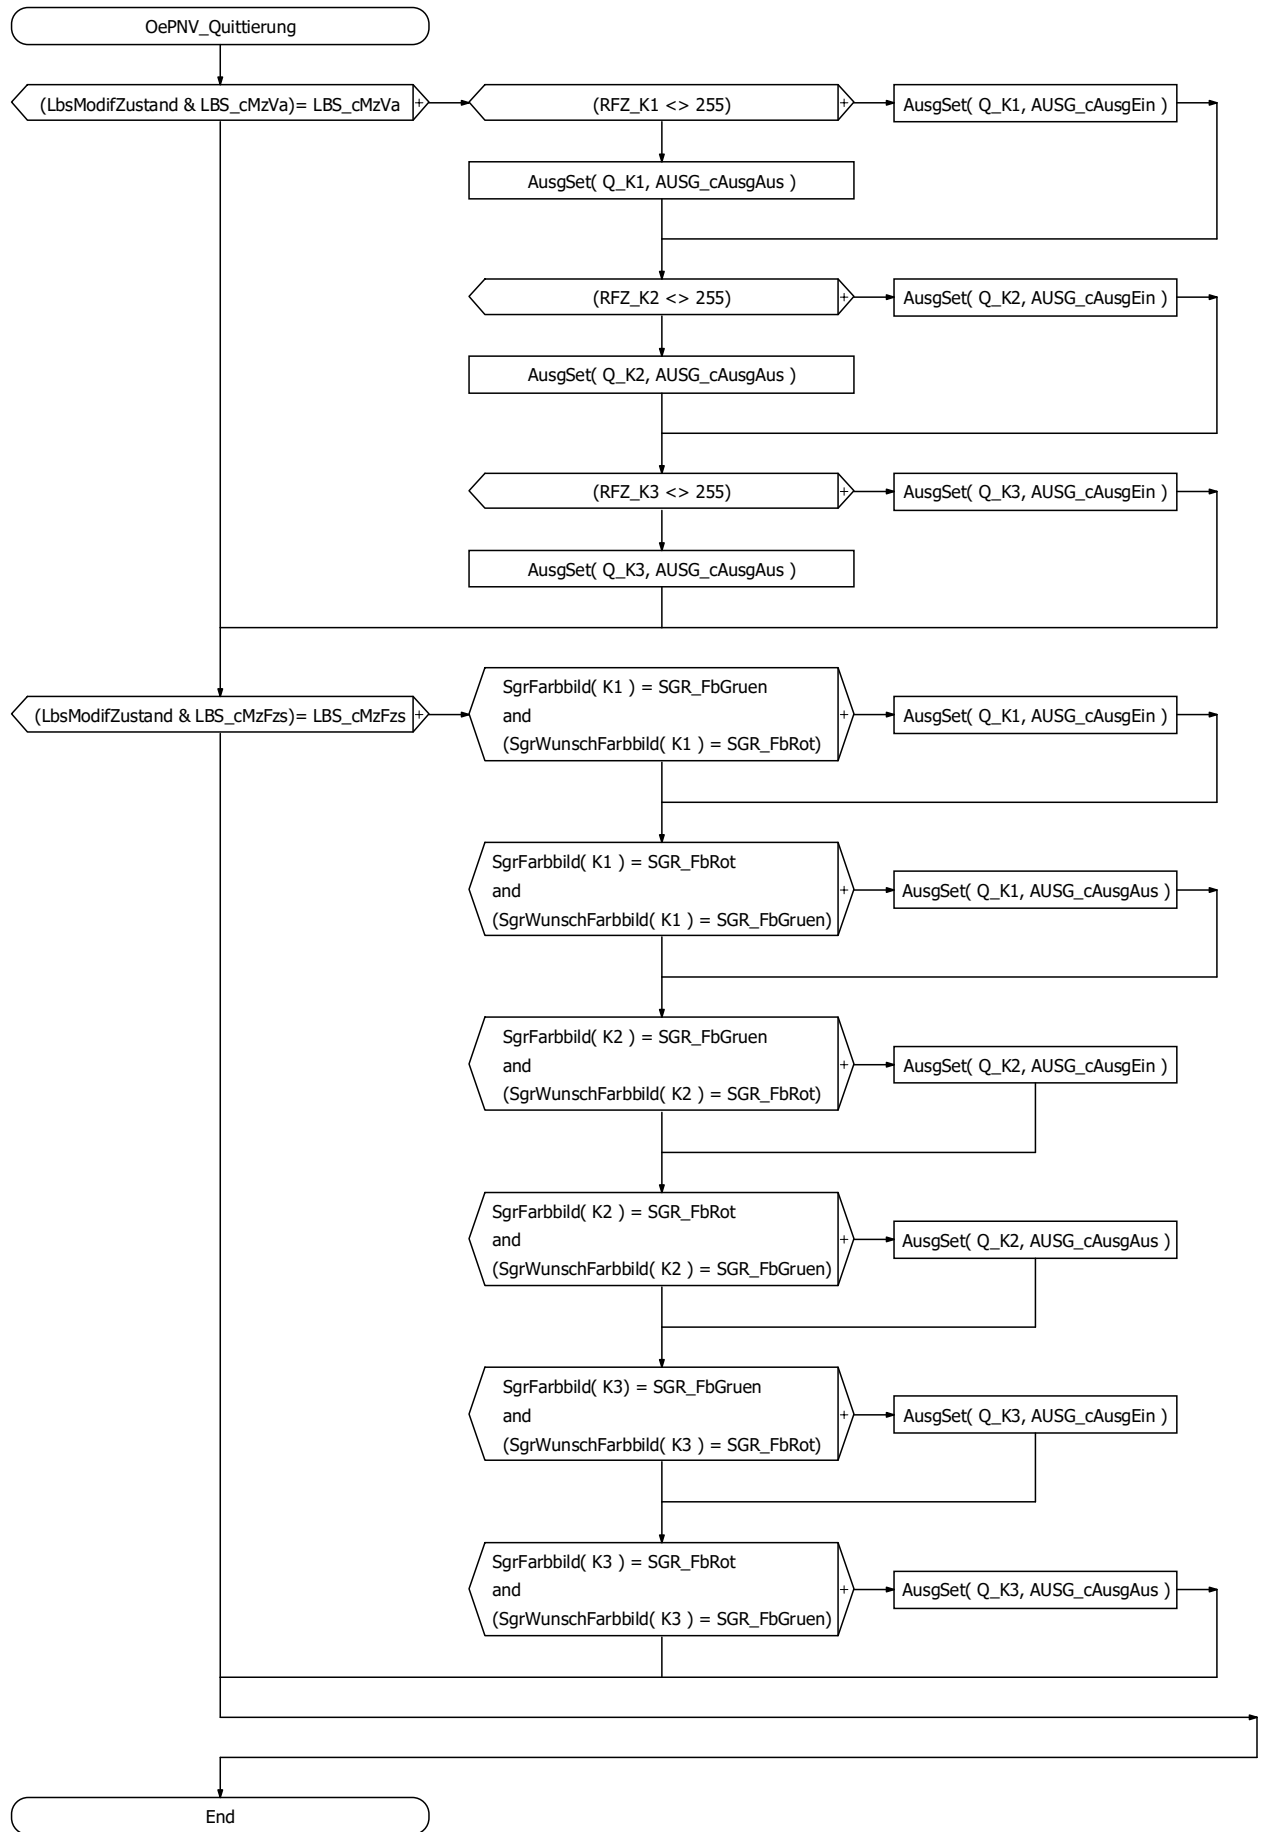 OePNV_Quittierung
(LbsModifZustand & LBS_cMzVa)= LBS_cMzVa
+
(RFZ_K1 <> 255)
+
AusgSet( Q_K1, AUSG_cAusgEin )
AusgSet( Q_K1, AUSG_cAusgAus )
(RFZ_K2 <> 255)
+
AusgSet( Q_K2, AUSG_cAusgEin )
AusgSet( Q_K2, AUSG_cAusgAus )
(RFZ_K3 <> 255)
+
AusgSet( Q_K3, AUSG_cAusgEin )
AusgSet( Q_K3, AUSG_cAusgAus )
(LbsModifZustand & LBS_cMzFzs)= LBS_cMzFzs
+
SgrFarbbild( K1 ) = SGR_FbGruen
and
(SgrWunschFarbbild( K1 ) = SGR_FbRot)
+
AusgSet( Q_K1, AUSG_cAusgEin )
SgrFarbbild( K1 ) = SGR_FbRot
and
(SgrWunschFarbbild( K1 ) = SGR_FbGruen)
+
AusgSet( Q_K1, AUSG_cAusgAus )
SgrFarbbild( K2 ) = SGR_FbGruen
and
(SgrWunschFarbbild( K2 ) = SGR_FbRot)
+
AusgSet( Q_K2, AUSG_cAusgEin )
SgrFarbbild( K2 ) = SGR_FbRot
and
(SgrWunschFarbbild( K2 ) = SGR_FbGruen)
+
AusgSet( Q_K2, AUSG_cAusgAus )
SgrFarbbild( K3) = SGR_FbGruen
and
(SgrWunschFarbbild( K3 ) = SGR_FbRot)
+
AusgSet( Q_K3, AUSG_cAusgEin )
SgrFarbbild( K3 ) = SGR_FbRot
and
(SgrWunschFarbbild( K3 ) = SGR_FbGruen)
+
AusgSet( Q_K3, AUSG_cAusgAus )
End